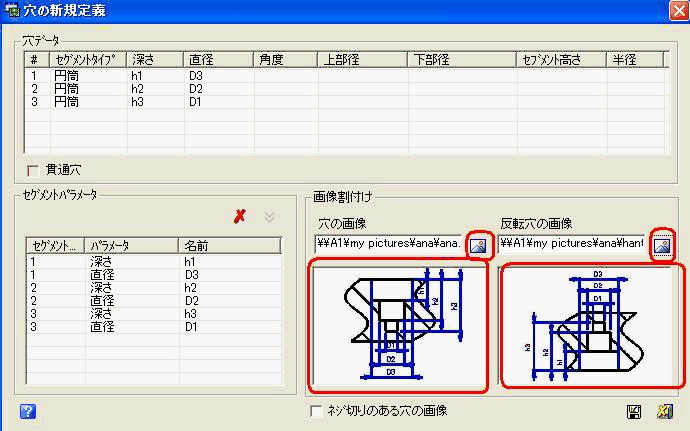 穴の新規定義
穴データ
# ｾｸﾞﾒﾝﾄﾀｲﾌﾟ 深さ 直径 角度 上部径 下部径 ｾｸﾞﾒﾝﾄ高さ 半径
1 円筒 h1 D3
2 円筒 h2 D2
3 円筒 h3 D1
貫通穴
ｾｸﾞﾒﾝﾄﾊﾟﾗﾒｰﾀ
ｾｸﾞﾒﾝﾄ... ﾊﾟﾗﾒｰﾀ 名前
1 深さ h1
1 直径 D3
2 深さ h2
2 直径 D2
3 深さ h3
3 直径 D1
画像割付け
穴の画像 反転穴の画像
¥¥A1¥my pictures¥ana¥ana. ¥¥A1¥my pictures¥ana¥hant
h1
h2
h3
D1
D2
D3
D3
D2
D1
h3
h2
h1
ﾈｼﾞ切りのある穴の画像